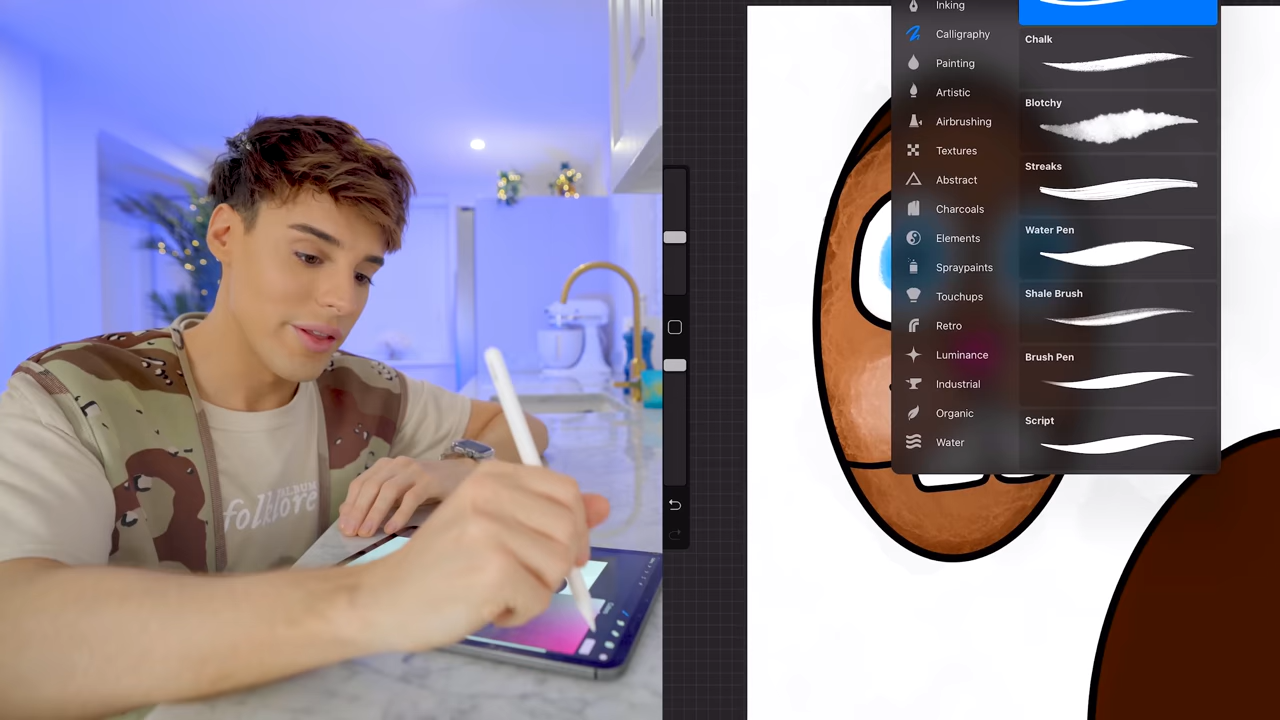 ALBUM
folklore
Inking
Calligraphy
Painting
Artistic
Airbrushing
Textures
Abstract
Charcoals
Elements
Spraypaints
Touchups
Retro
Luminance
Industrial
Organic
Water
Chalk
Blotchy
Streaks
Water Pen
Shale Brush
Brush Pen
Script